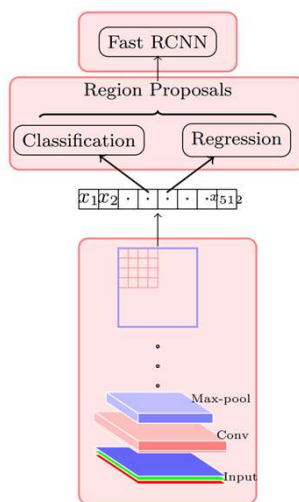 Fast RCNN
Region Proposals
Classification
Regression
x1 x2 · · · · · x512
Max-pool
Conv
Input